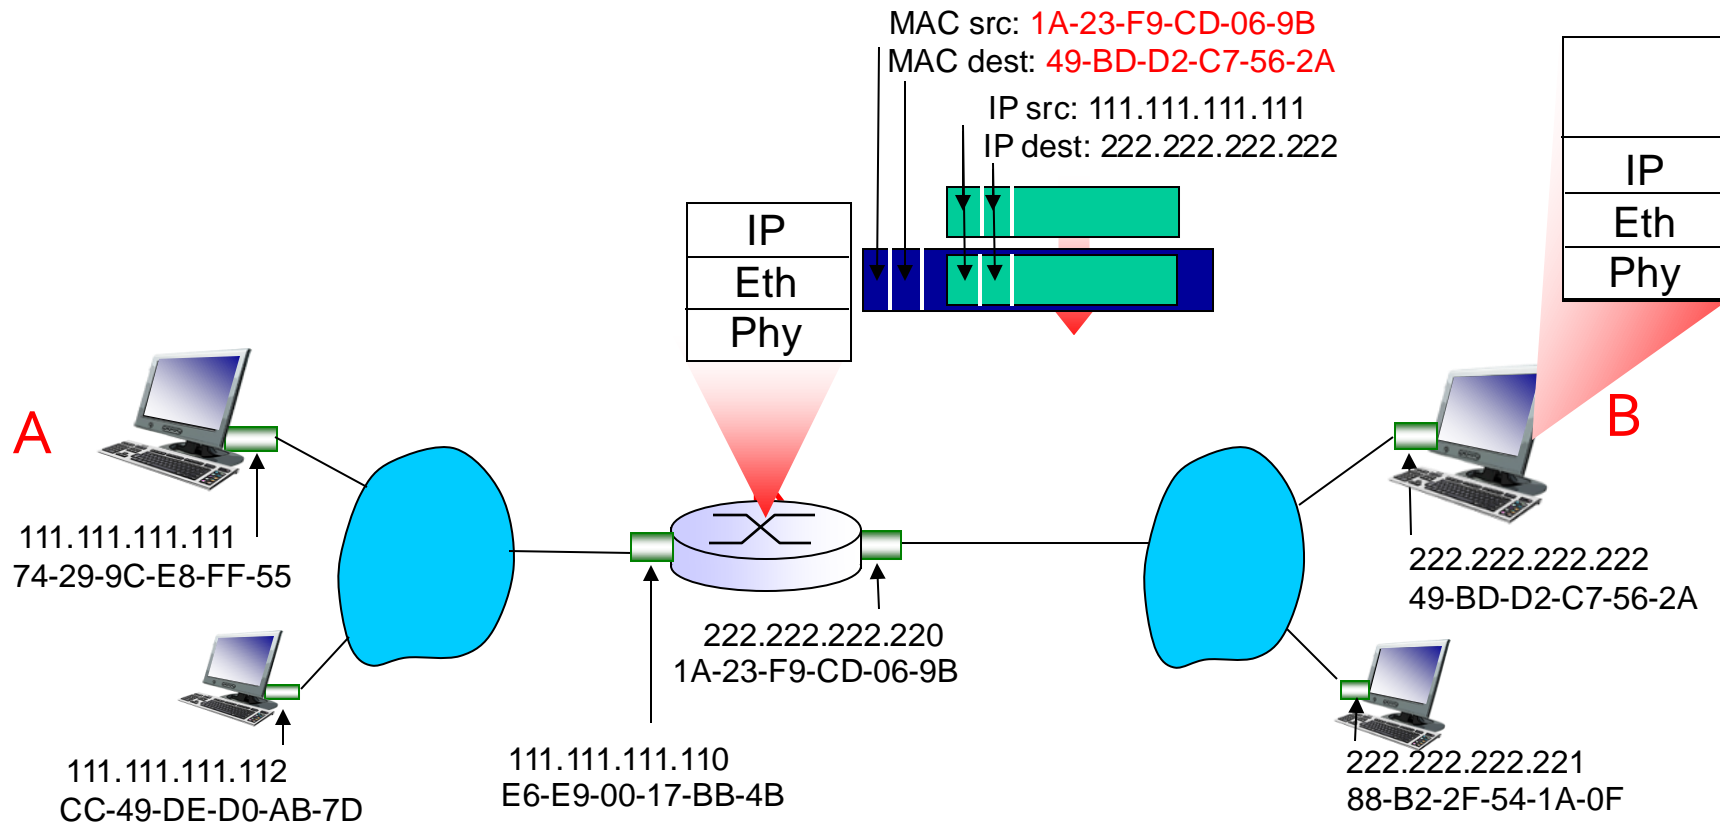 MAC src: 1A-23-F9-CD-06-9B
MAC dest: 49-BD-D2-C7-56-2A
IP src: 111.111.111.111
IP dest: 222.222.222.222
IP
Eth
Phy
IP
Eth
Phy
A
B
111.111.111.111
74-29-9C-E8-FF-55
222.222.222.222
49-BD-D2-C7-56-2A
222.222.222.220
1A-23-F9-CD-06-9B
111.111.111.112
CC-49-DE-D0-AB-7D
111.111.111.110
E6-E9-00-17-BB-4B
222.222.222.221
88-B2-2F-54-1A-0F